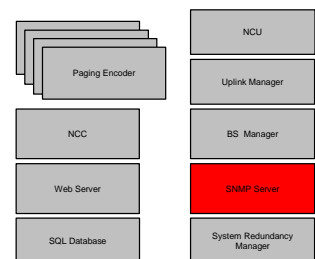 NCU
Paging Encoder
Uplink Manager
NCC
BS Manager
Web Server
SNMP Server
SQL Database
System Redundancy
Manager